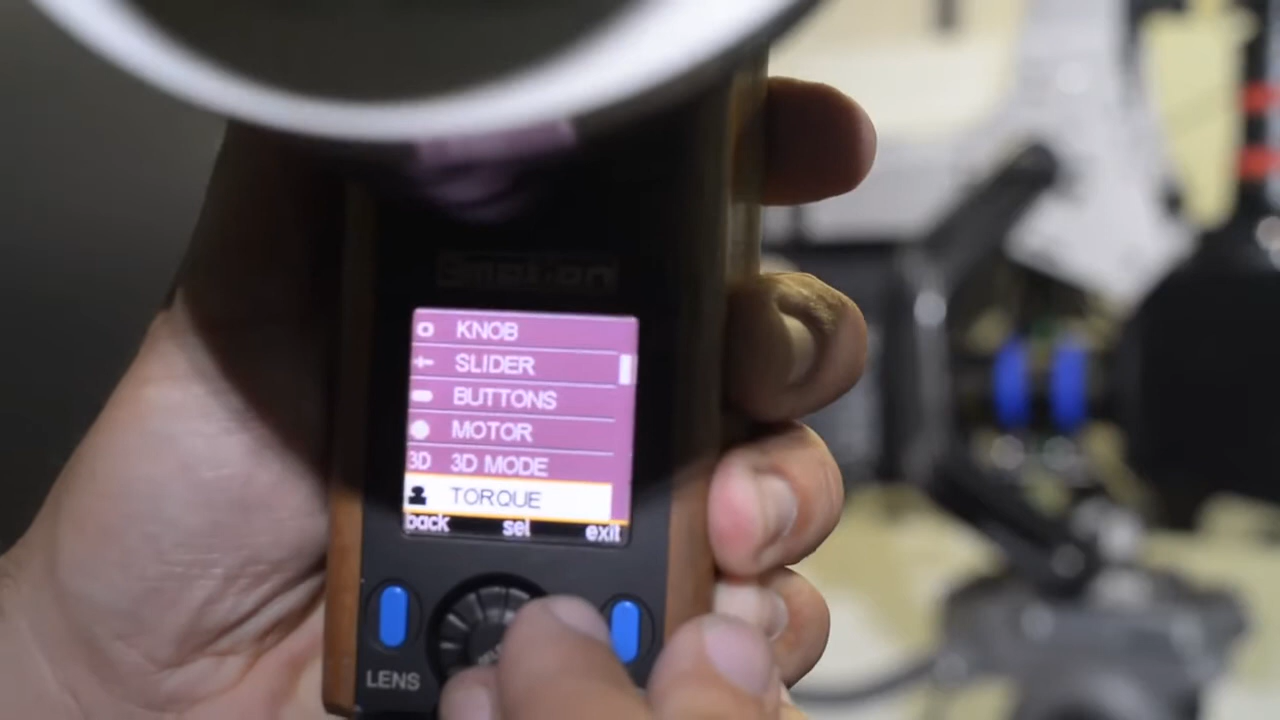 KNOB
SLIDER
BUTTONS
MOTOR
3D 3D MODE
TORQUE
back sel exit
LENS